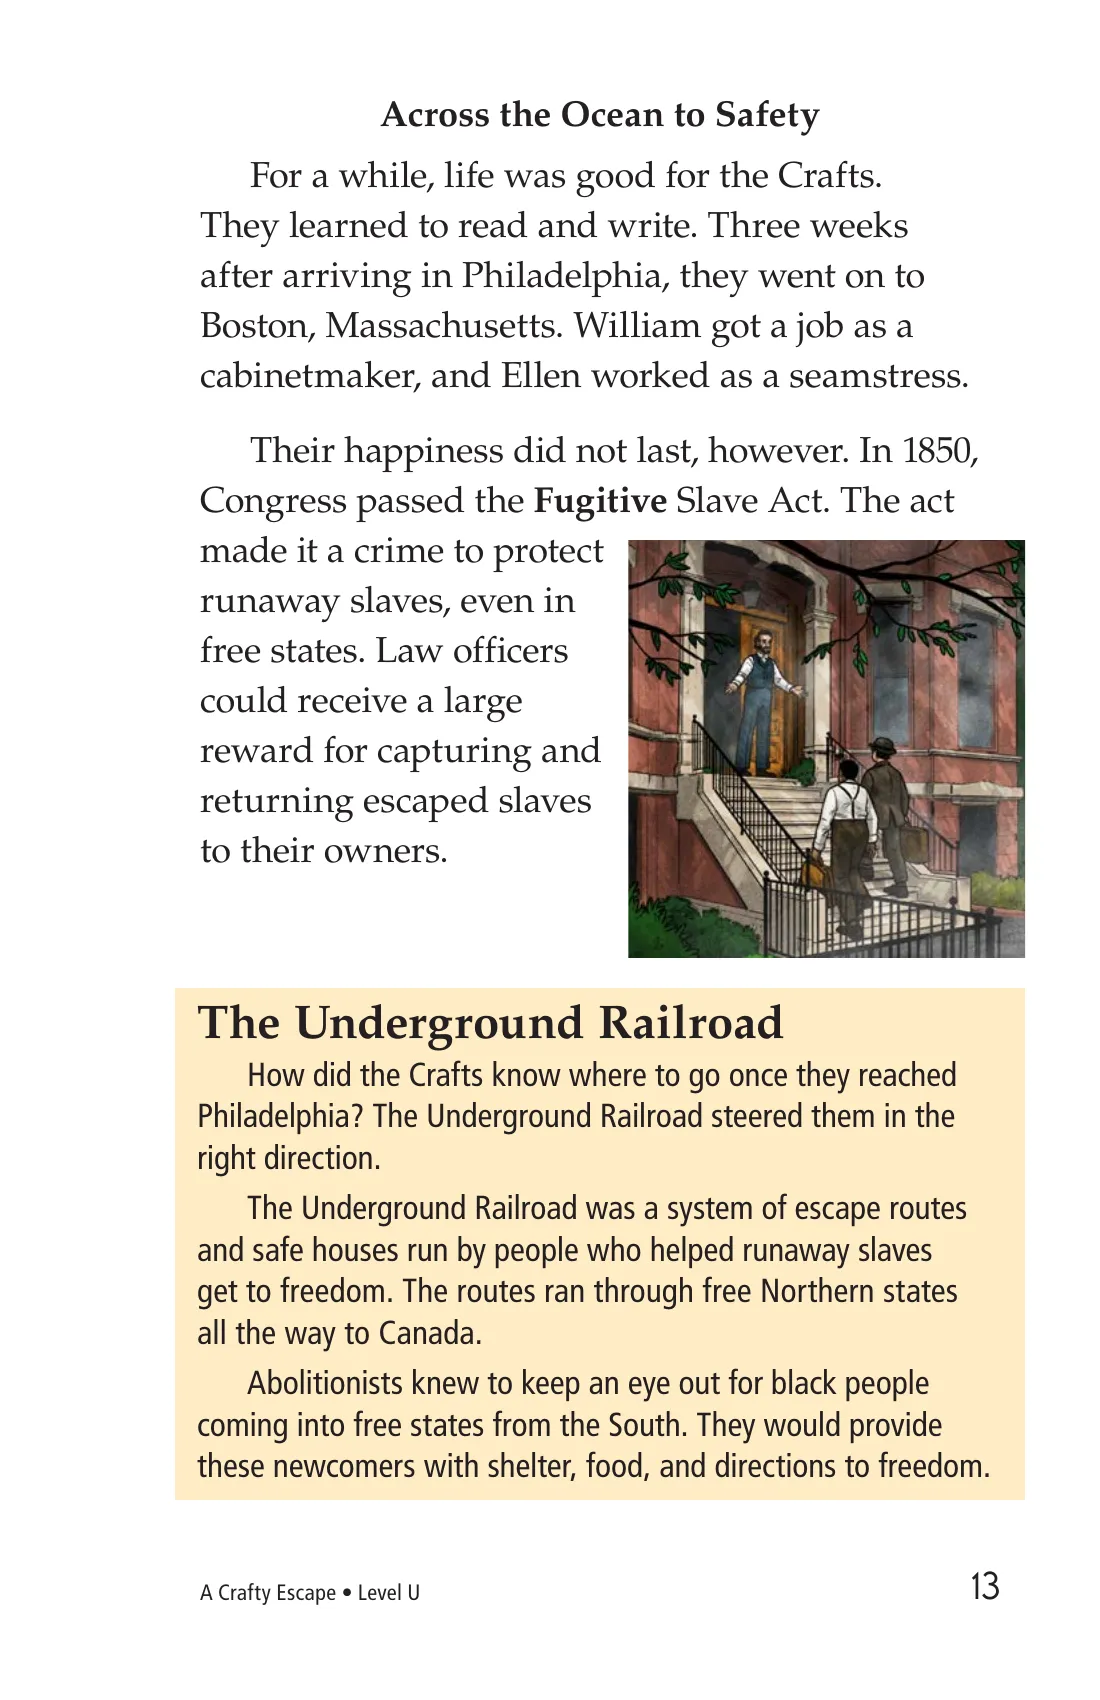 Across the Ocean to Safety
For a while, life was good for the Crafts.
They learned to read and write. Three weeks
after arriving in Philadelphia, they went on to
Boston, Massachusetts. William got a job as a
cabinetmaker, and Ellen worked as a seamstress.
Their happiness did not last, however. In 1850,
Congress passed the Fugitive Slave Act. The act
made it a crime to protect
runaway slaves, even in
free states. Law officers
could receive a large
reward for capturing and
returning escaped slaves
to their owners.
The Underground Railroad
How did the Crafts know where to go once they reached
Philadelphia? The Underground Railroad steered them in the
right direction.
The Underground Railroad was a system of escape routes
and safe houses run by people who helped runaway slaves
get to freedom. The routes ran through free Northern states
all the way to Canada.
Abolitionists knew to keep an eye out for black people
coming into free states from the South. They would provide
these newcomers with shelter, food, and directions to freedom.
A Crafty Escape • Level U
13